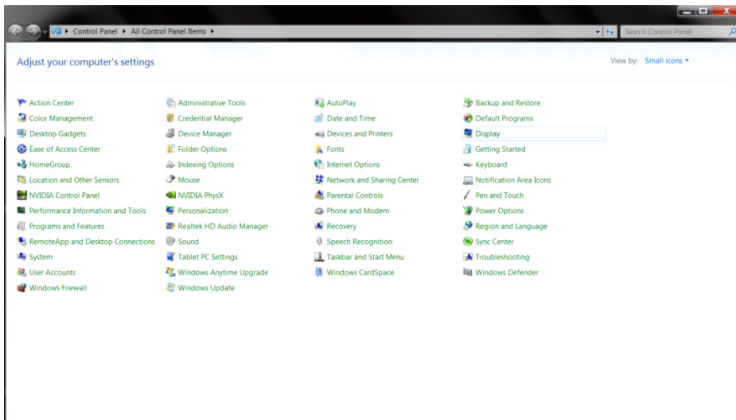 Control Panel ▸ All Control Panel Items ▸ Search Control Panel
Adjust your computer's settings View by: Small icons
Action Center Administrative Tools AutoPlay Backup and Restore
Color Management Credential Manager Date and Time Default Programs
Desktop Gadgets Device Manager Devices and Printers Display
Ease of Access Center Folder Options Fonts Getting Started
HomeGroup Indexing Options Internet Options Keyboard
Location and Other Sensors Mouse Network and Sharing Center Notification Area Icons
NVIDIA Control Panel NVIDIA PhysX Parental Controls Pen and Touch
Performance Information and Tools Personalization Phone and Modem Power Options
Programs and Features Realtek HD Audio Manager Recovery Region and Language
RemoteApp and Desktop Connections Sound Speech Recognition Sync Center
System Tablet PC Settings Taskbar and Start Menu Troubleshooting
User Accounts Windows Anytime Upgrade Windows CardSpace Windows Defender
Windows Firewall Windows Update